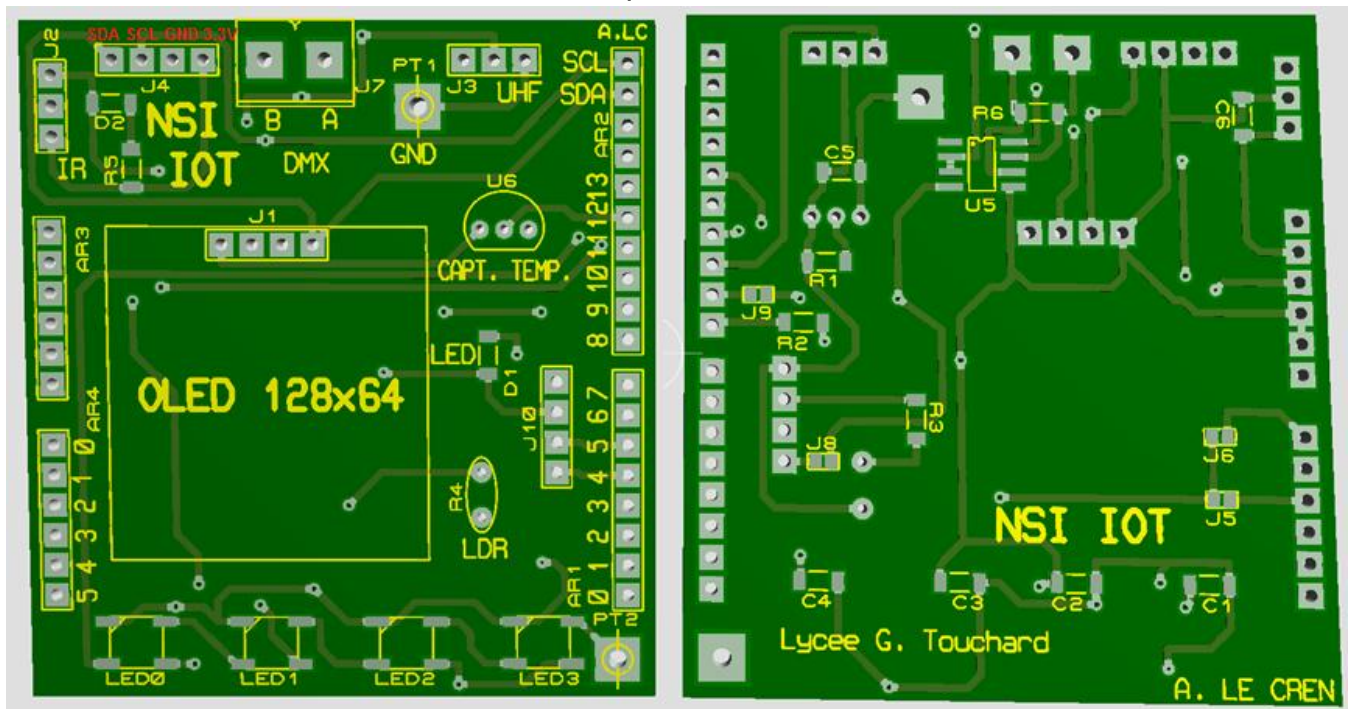 SDA SCL GND 3.3V
A.LC
J2
J4
J7
PT1
J3
UHF
SCL
SDA
D2
NSI
IOT
B A
DMX
GND
AR2
IR
R5
U6
13
12
11
10
9
8
J1
CAPT. TEMP.
AR3
LED
D1
OLED 128x64
J10
7
6
5
4
3
2
1
0
AR4
0
1
2
3
4
5
R4
LDR
AR1
PT2
LED0
LED1
LED2
LED3
R6
C6
C5
U5
R1
J9
R2
R3
J8
J6
J5
NSI IOT
C4
C3
C2
C1
Lycee G. Touchard
A. LE CREN